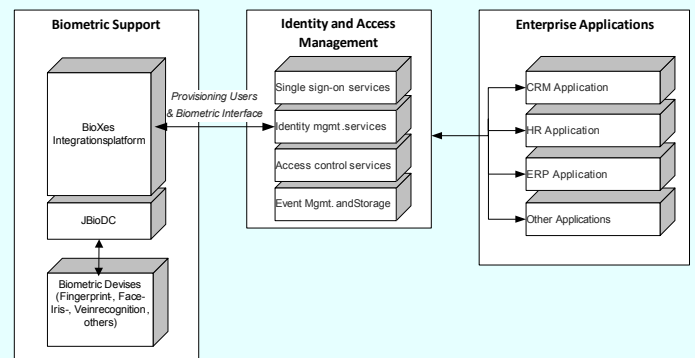 Biometric Support
BioXes
Integrationsplatform
JBioDC
Biometric Devises
(Fingerprint-, Face-
Iris-, Veinrecognition,
others)
Provisioning Users
& Biometric Interface
Identity and Access
Management
Single sign-on services
Identity mgmt.services
Access control services
Event Mgmt. andStorage
Enterprise Applications
CRM Application
HR Application
ERP Application
Other Applications